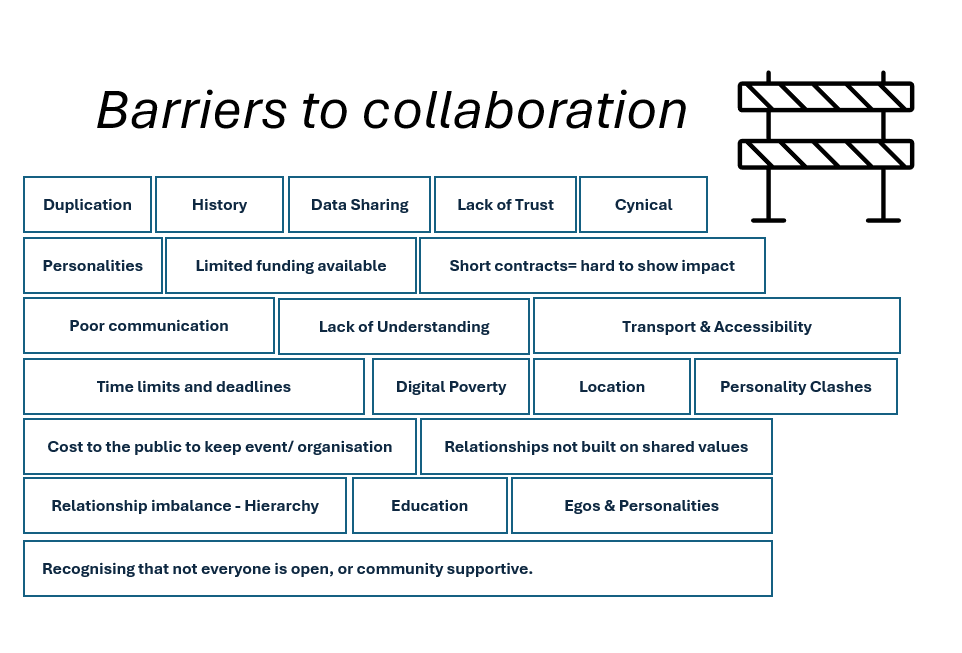 Barriers to collaboration
Duplication
History
Data Sharing
Lack of Trust
Cynical
Personalities
Limited funding available
Short contracts= hard to show impact
Poor communication
Lack of Understanding
Transport & Accessibility
Time limits and deadlines
Digital Poverty
Location
Personality Clashes
Cost to the public to keep event/ organisation
Relationships not built on shared values
Relationship imbalance - Hierarchy
Education
Egos & Personalities
Recognising that not everyone is open, or community supportive.